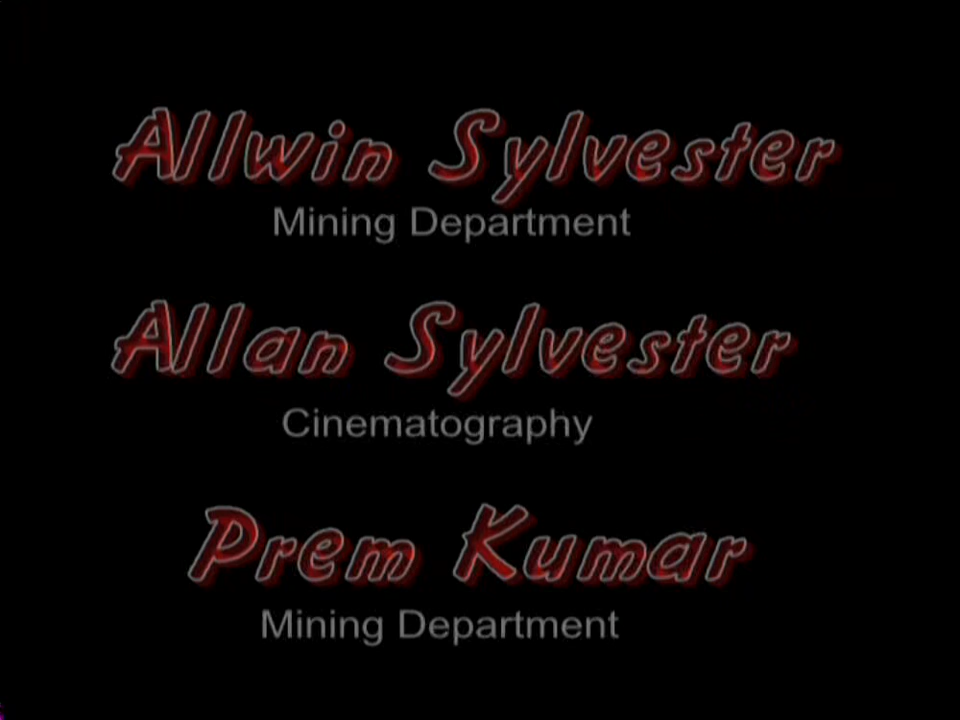 Allwin Sylvester
Mining Department
Allan Sylvester
Cinematography
Prem Kumar
Mining Department